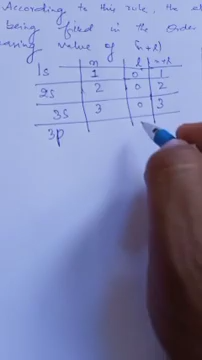 According to this rule, the
being filled in the order
value of (n+l)
n l n+l
1s 1 0 1
2s 2 0 2
3s 3 0 3
3p